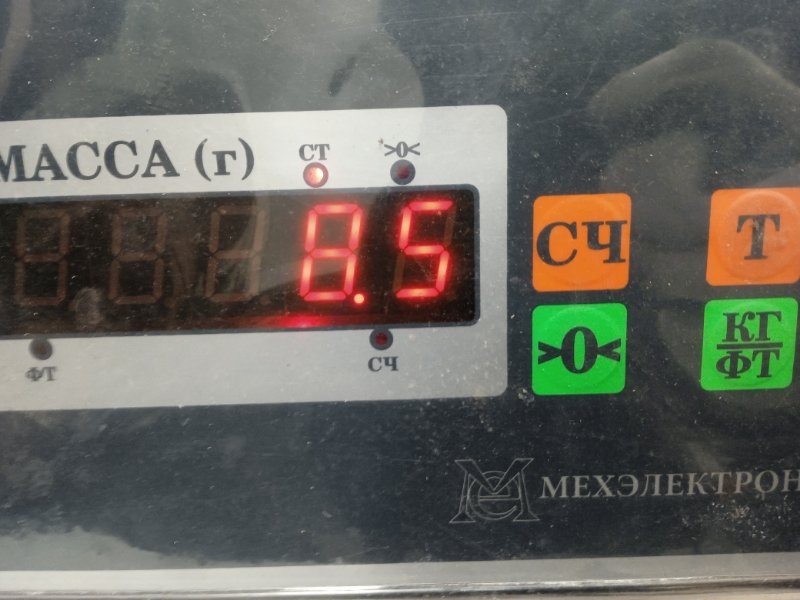 МАССА (г)
СТ >0<
8.5
ФТ СЧ
СЧ Т
>0< КГ
ФТ
МЕХЭЛЕКТРОН